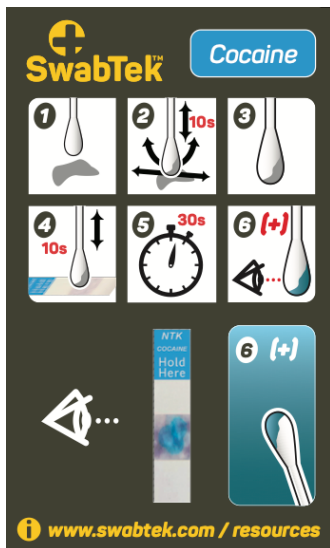 SwabTek™
Cocaine
1
2
10s
3
4
10s
5
30s
6 (+)
NTK
COCAINE
Hold
Here
6 (+)
i www.swabtek.com / resources